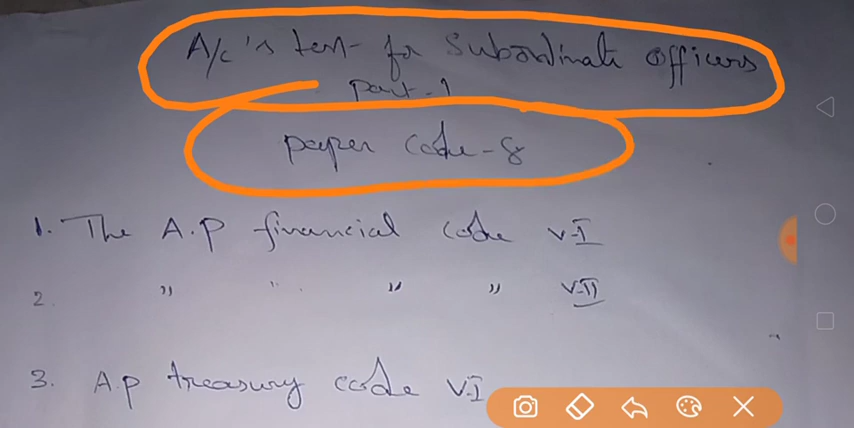 A/c's test for Subordinate Officers
part-1
paper code-8
1. The A.P financial code V-I
2. " " " " V-II
3. A.p treasury code V.I